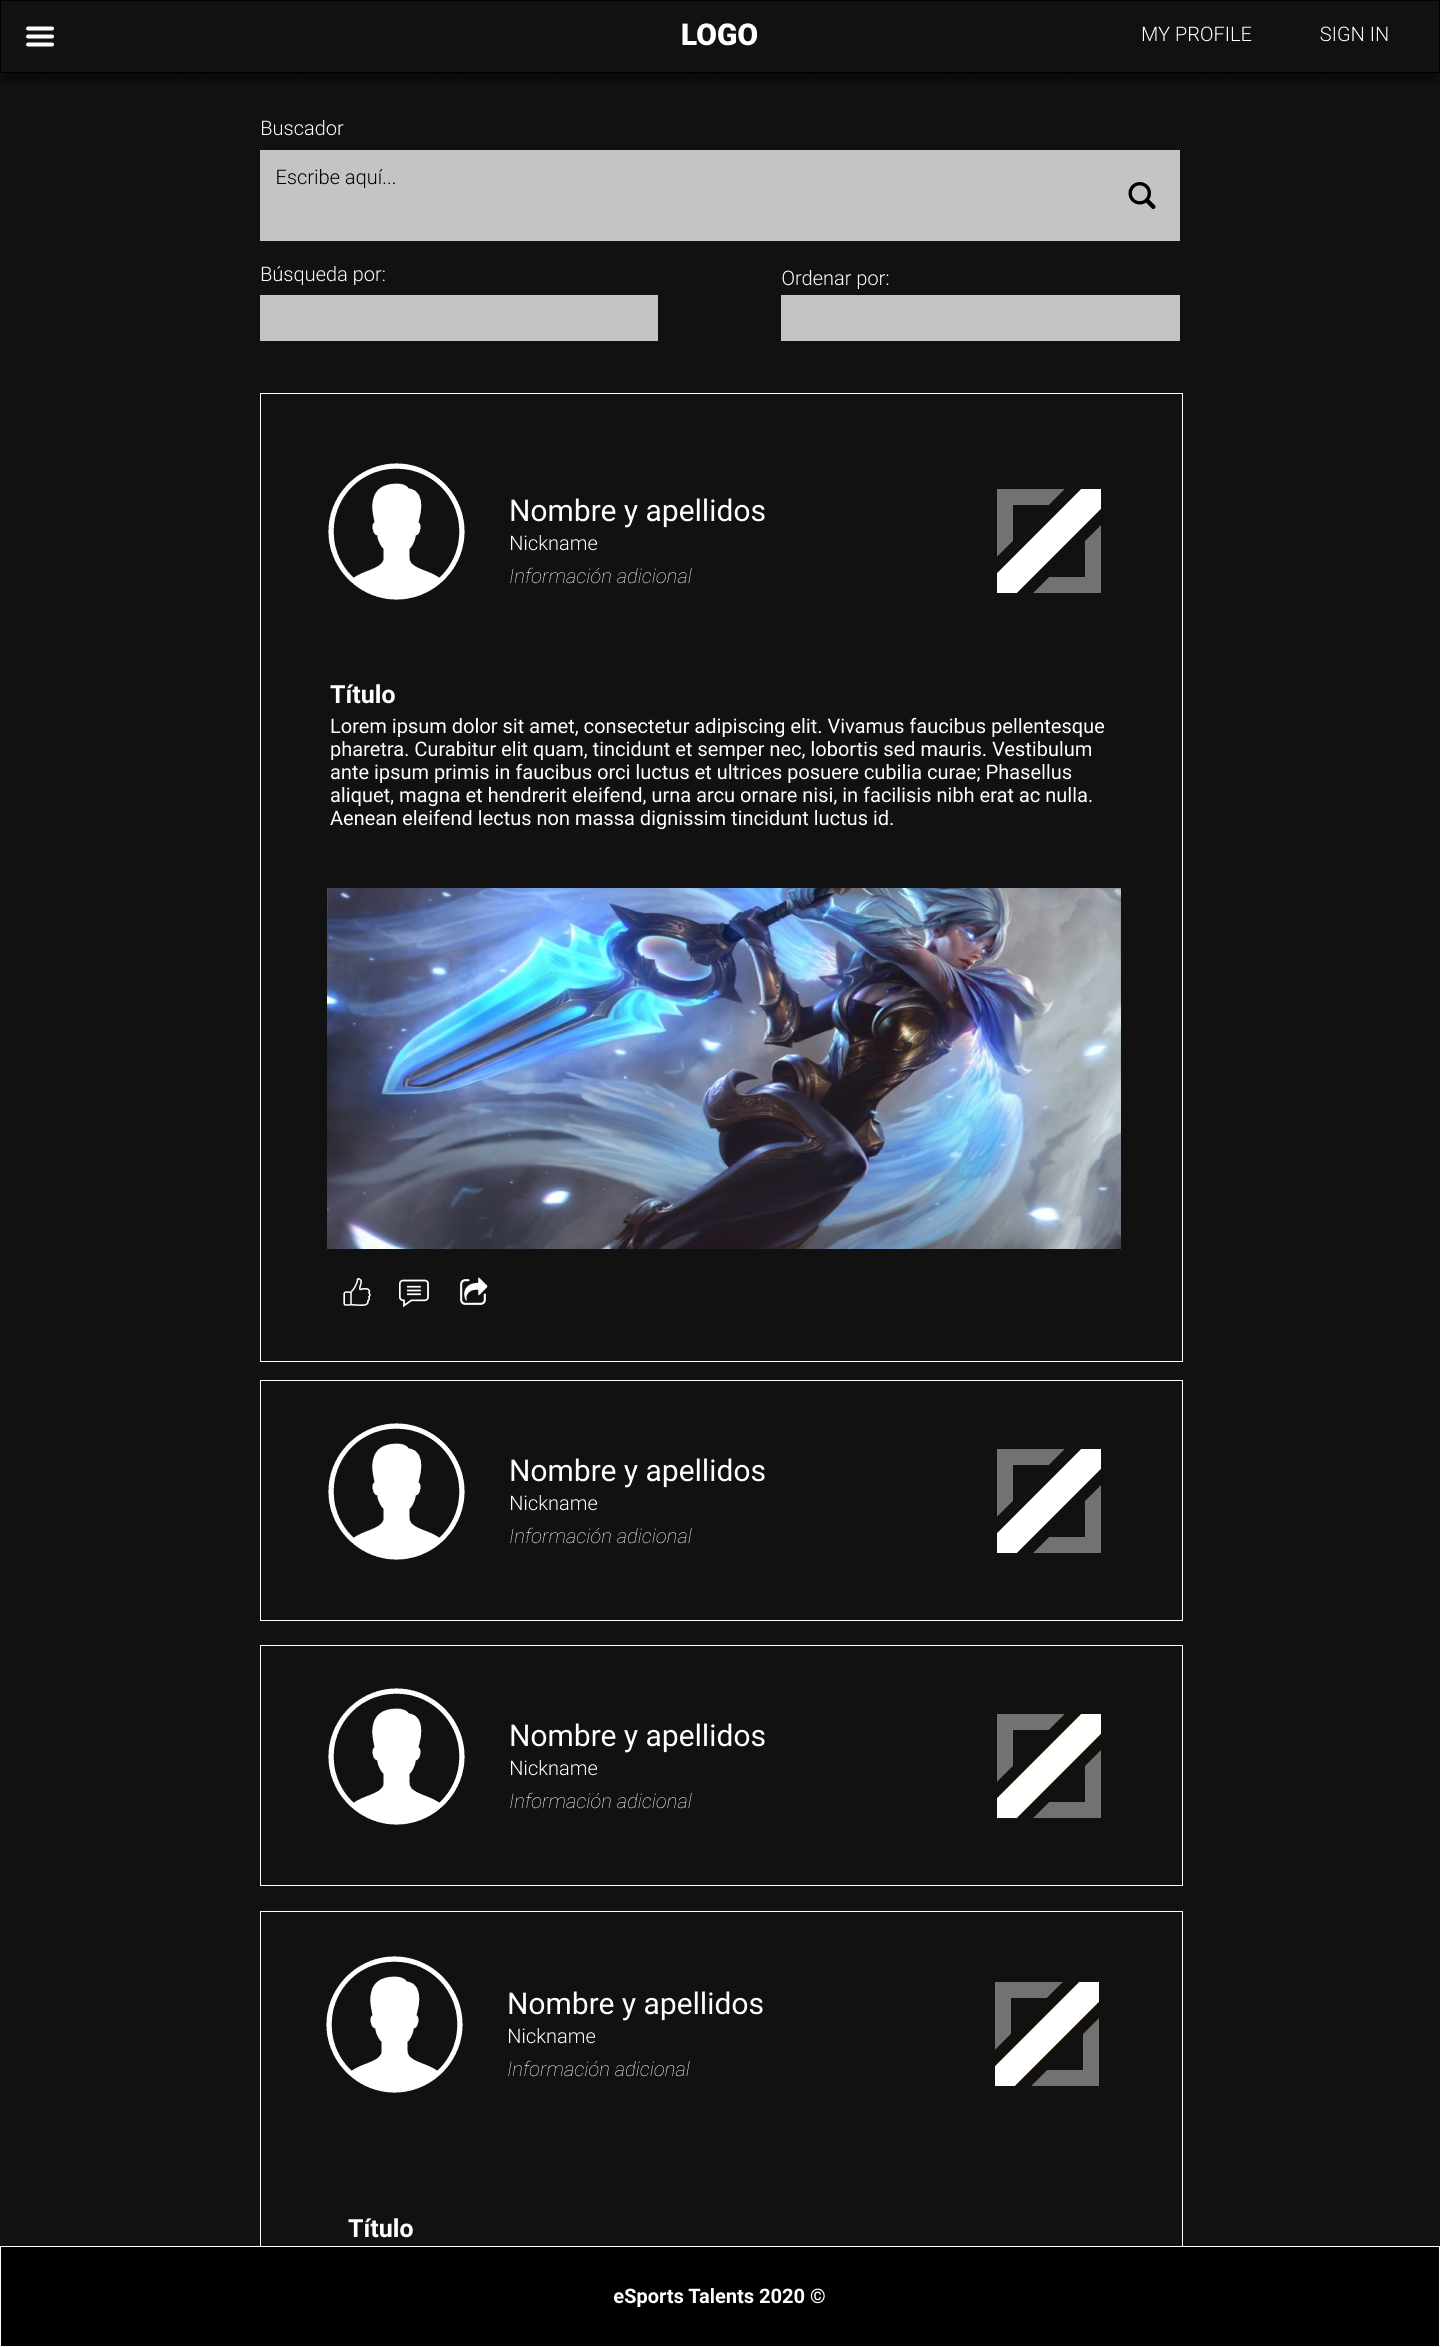 LOGO
MY PROFILE
SIGN IN
Buscador
Escribe aquí...
Búsqueda por:
Ordenar por:
Nombre y apellidos
Nickname
Información adicional
Título
Lorem ipsum dolor sit amet, consectetur adipiscing elit. Vivamus faucibus pellentesque
pharetra. Curabitur elit quam, tincidunt et semper nec, lobortis sed mauris. Vestibulum
ante ipsum primis in faucibus orci luctus et ultrices posuere cubilia curae; Phasellus
aliquet, magna et hendrerit eleifend, urna arcu ornare nisi, in facilisis nibh erat ac nulla.
Aenean eleifend lectus non massa dignissim tincidunt luctus id.
Nombre y apellidos
Nickname
Información adicional
Nombre y apellidos
Nickname
Información adicional
Nombre y apellidos
Nickname
Información adicional
Título
eSports Talents 2020 ©